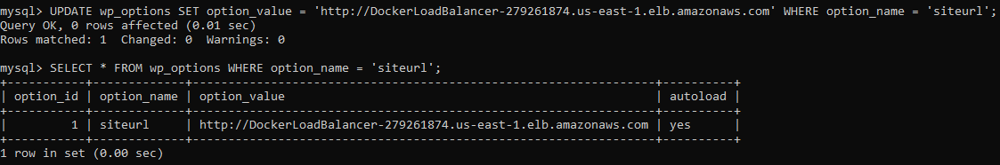 mysql> UPDATE wp_options SET option_value = 'http://DockerLoadBalancer-279261874.us-east-1.elb.amazonaws.com' WHERE option_name = 'siteurl';
Query OK, 0 rows affected (0.01 sec)
Rows matched: 1  Changed: 0  Warnings: 0

mysql> SELECT * FROM wp_options WHERE option_name = 'siteurl';
+-----------+-------------+-----------------------------------------------------------------+----------+
| option_id | option_name | option_value                                                    | autoload |
+-----------+-------------+-----------------------------------------------------------------+----------+
|         1 | siteurl     | http://DockerLoadBalancer-279261874.us-east-1.elb.amazonaws.com | yes      |
+-----------+-------------+-----------------------------------------------------------------+----------+
1 row in set (0.00 sec)